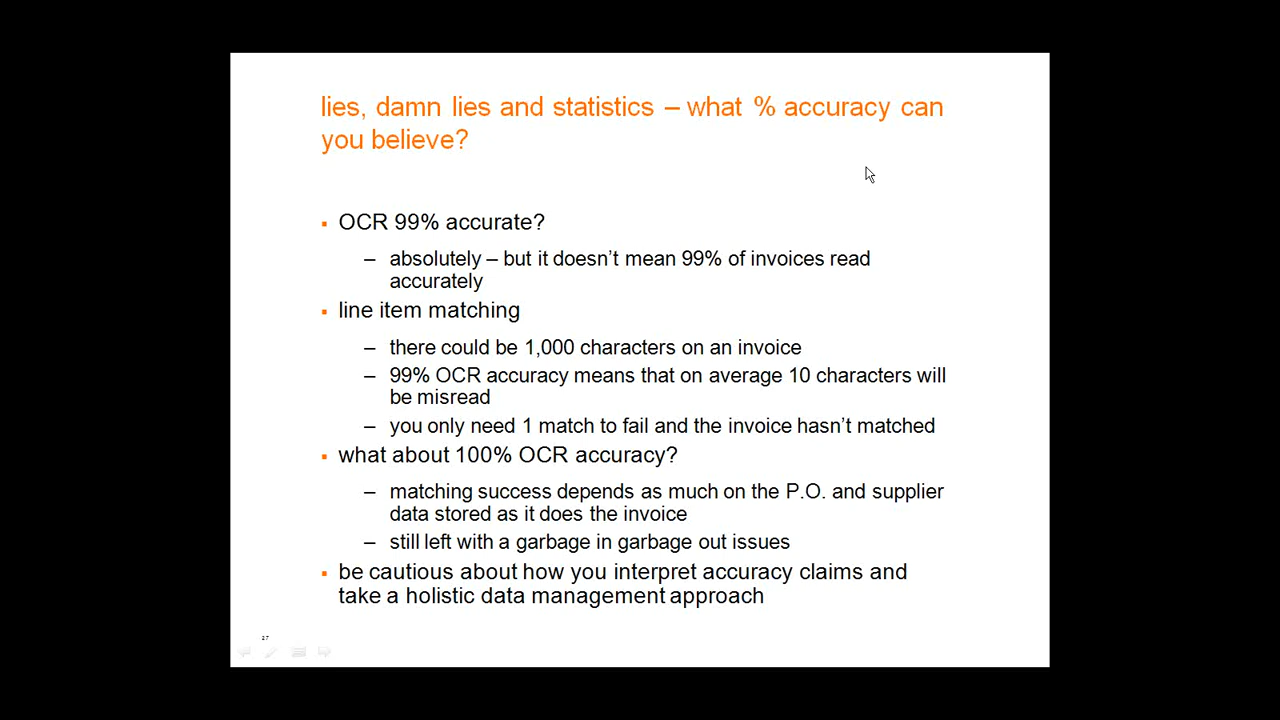 lies, damn lies and statistics – what % accuracy can
you believe?
▪ OCR 99% accurate?
– absolutely – but it doesn't mean 99% of invoices read
accurately
▪ line item matching
– there could be 1,000 characters on an invoice
– 99% OCR accuracy means that on average 10 characters will
be misread
– you only need 1 match to fail and the invoice hasn't matched
▪ what about 100% OCR accuracy?
– matching success depends as much on the P.O. and supplier
data stored as it does the invoice
– still left with a garbage in garbage out issues
▪ be cautious about how you interpret accuracy claims and
take a holistic data management approach
27